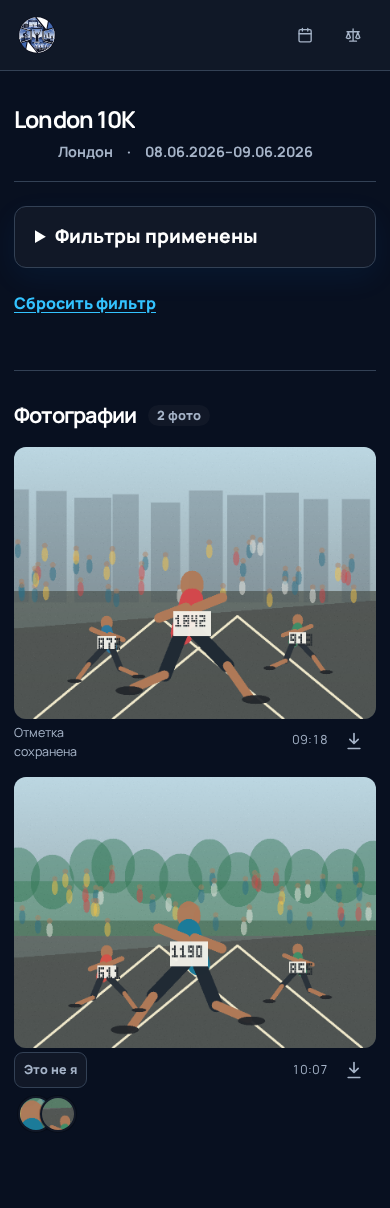 London 10K
Лондон · 08.06.2026–09.06.2026
Фильтры применены
Сбросить фильтр
Фотографии 2 фото
1842
Отметка
сохранена
09:18
1190
611
Это не я
10:07